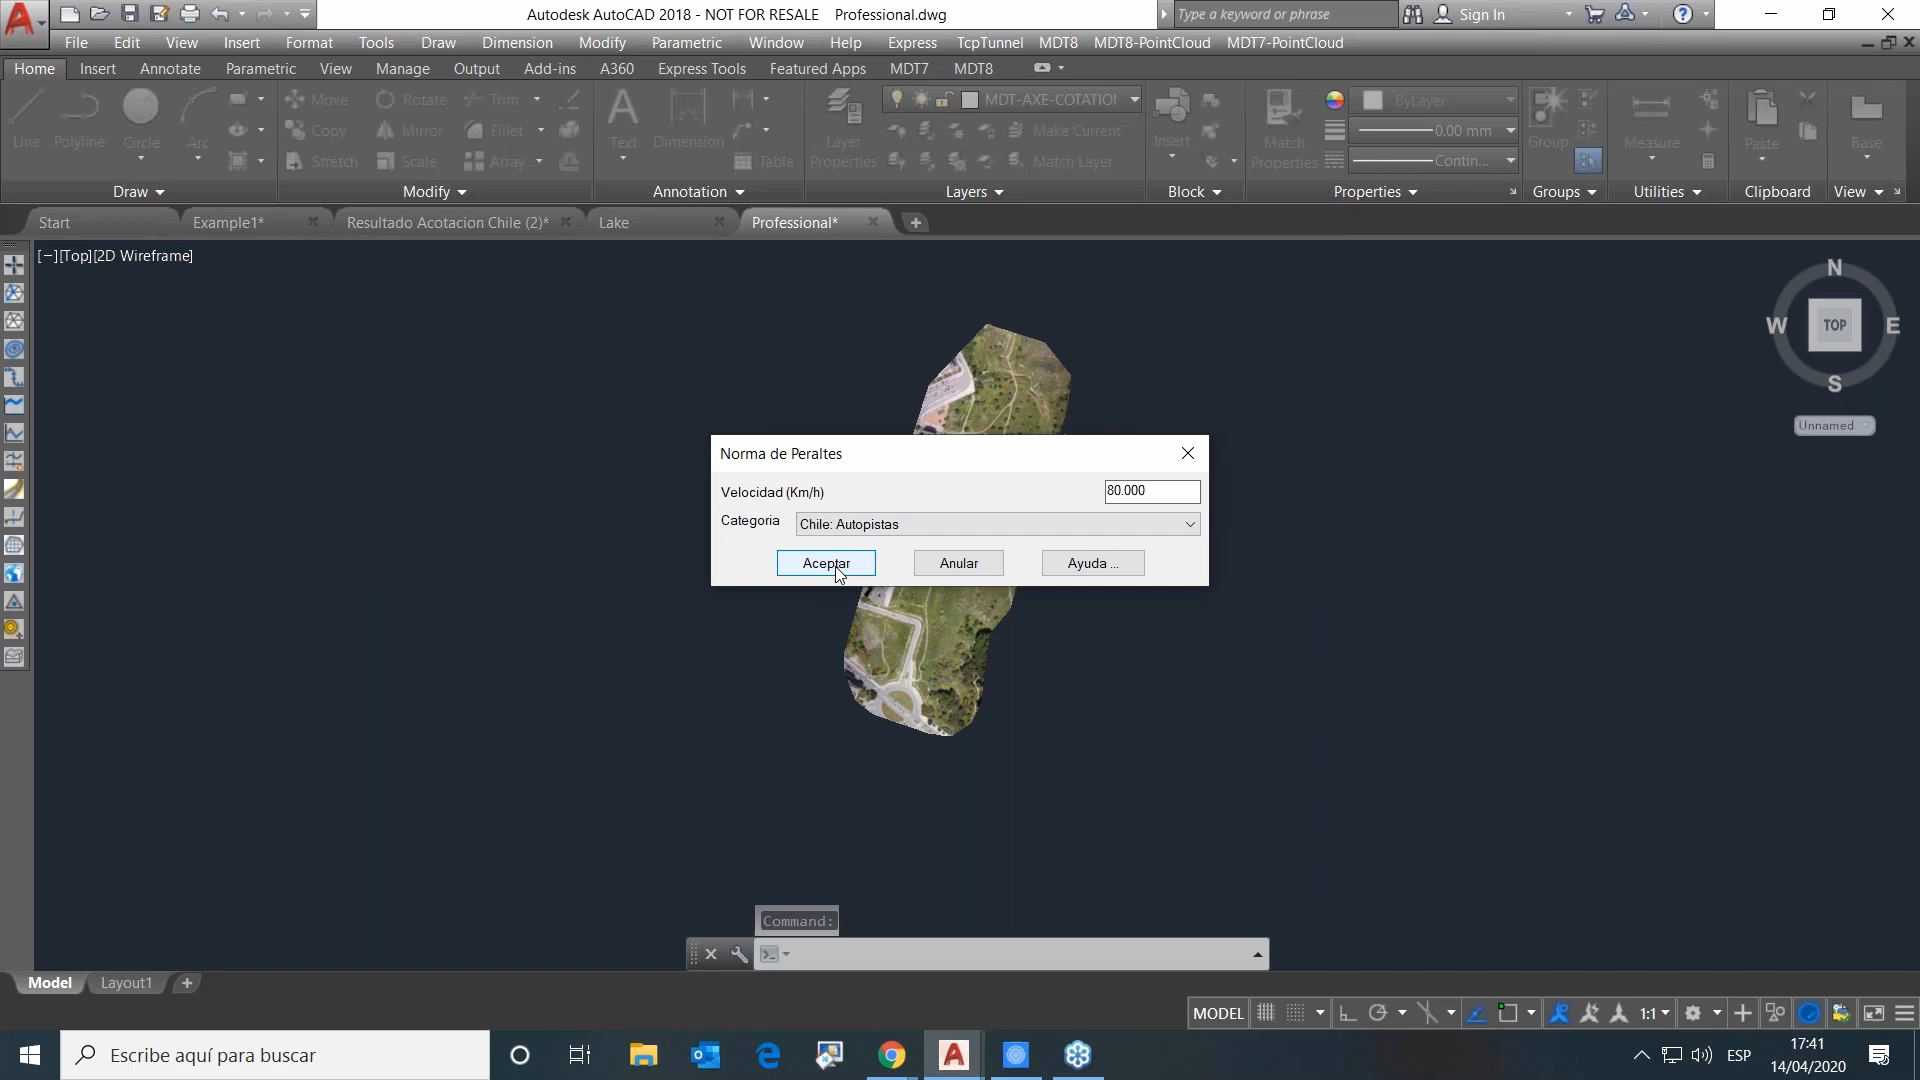 Autodesk AutoCAD 2018 - NOT FOR RESALE Professional.dwg
Type a keyword or phrase
Sign In
File Edit View Insert Format Tools Draw Dimension Modify Parametric Window Help Express TcpTunnel MDT8 MDT8-PointCloud MDT7-PointCloud
Home Insert Annotate Parametric View Manage Output Add-ins A360 Express Tools Featured Apps MDT7 MDT8
Line Polyline Circle Arc
Move Rotate Trim
Copy Mirror Fillet
Stretch Scale Array
Text Dimension Table
Layer Properties
MDT-AXE-COTATIOI
Make Current
Match Layer
Insert
Match Properties
ByLayer
0.00 mm
Contin...
Group
Measure
Paste
Base
Draw Modify Annotation Layers Block Properties Groups Utilities Clipboard View
Start Example1* Resultado Acotacion Chile (2)* Lake Professional*
[−][Top][2D Wireframe]
N
W TOP E
S
Unnamed
Norma de Peraltes
Velocidad (Km/h) 80.000
Categoria Chile: Autopistas
Aceptar Anular Ayuda ...
Command:
Model Layout1
MODEL 1:1
Escribe aquí para buscar
ESP
17:41
14/04/2020